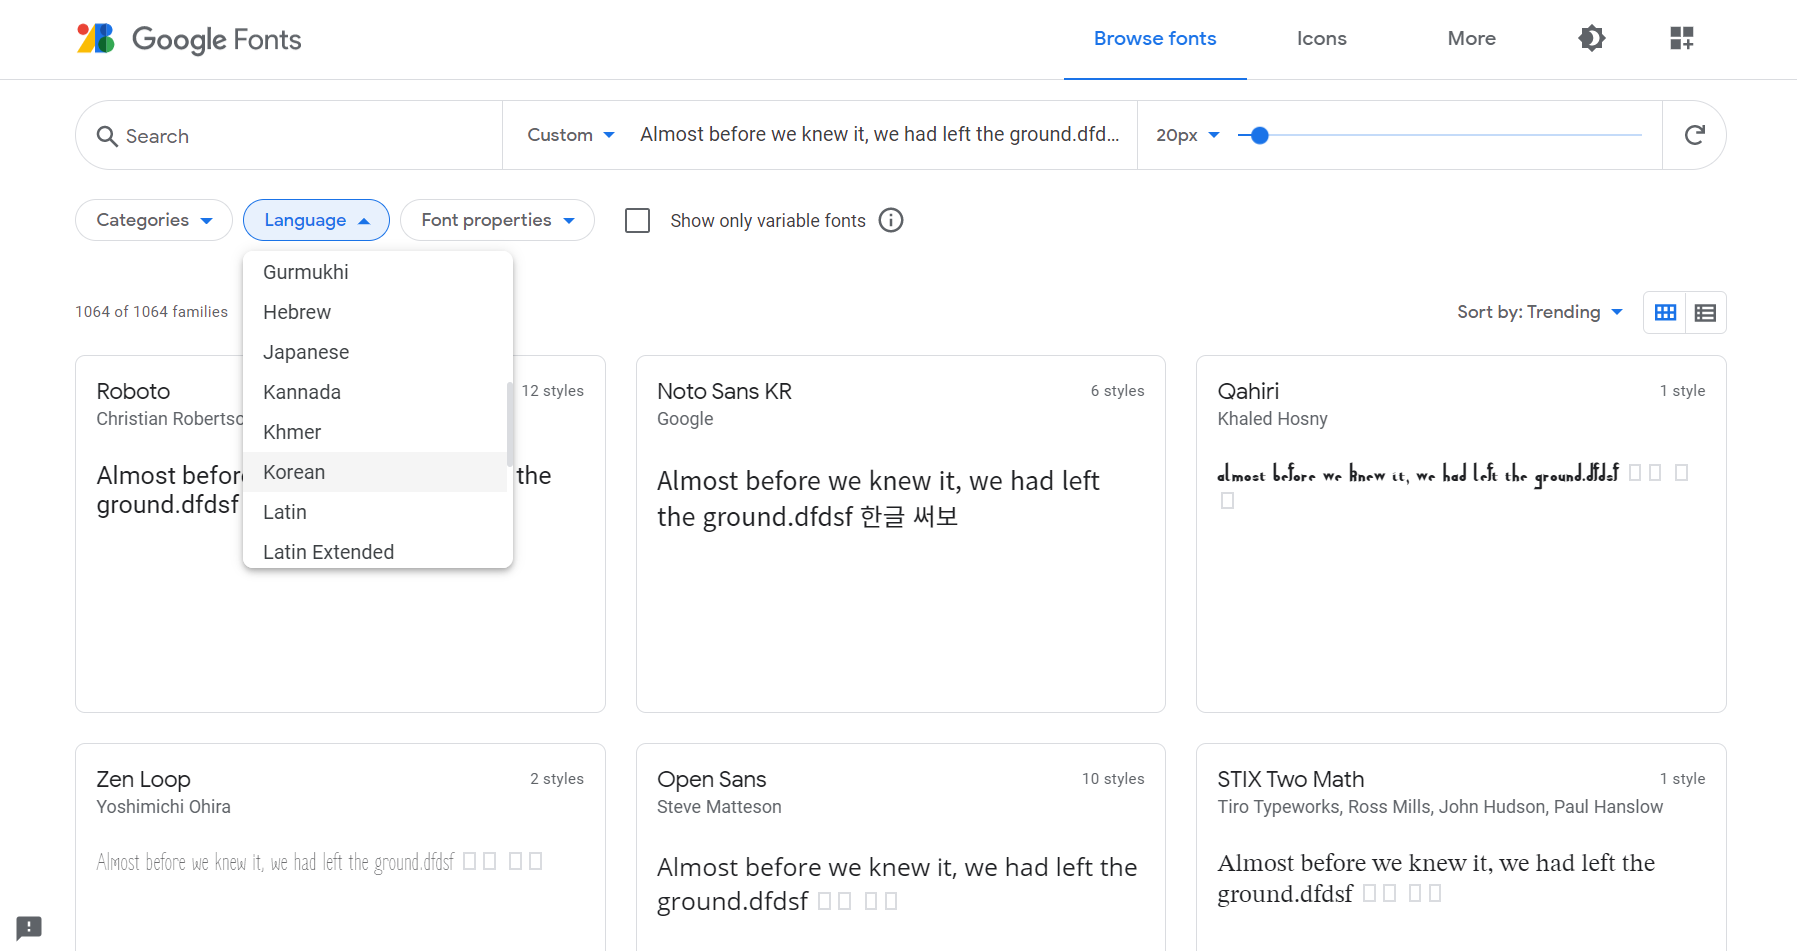 Google Fonts
Browse fonts
Icons
More
Search
Custom
Almost before we knew it, we had left the ground.dfd...
20px
Categories
Language
Font properties
Show only variable fonts
Gurmukhi
Hebrew
Japanese
Kannada
Khmer
Korean
Latin
Latin Extended
1064 of 1064 families
Sort by: Trending
Roboto
12 styles
Christian Robertso
Almost befor
the
ground.dfdsf
Noto Sans KR
6 styles
Google
Almost before we knew it, we had left
the ground.dfdsf 한글 써보
Qahiri
1 style
Khaled Hosny
almost before we knew it, we had left the ground.dfdsf
Zen Loop
2 styles
Yoshimichi Ohira
Almost before we knew it, we had left the ground.dfdsf
Open Sans
10 styles
Steve Matteson
Almost before we knew it, we had left the
ground.dfdsf
STIX Two Math
1 style
Tiro Typeworks, Ross Mills, John Hudson, Paul Hanslow
Almost before we knew it, we had left the
ground.dfdsf